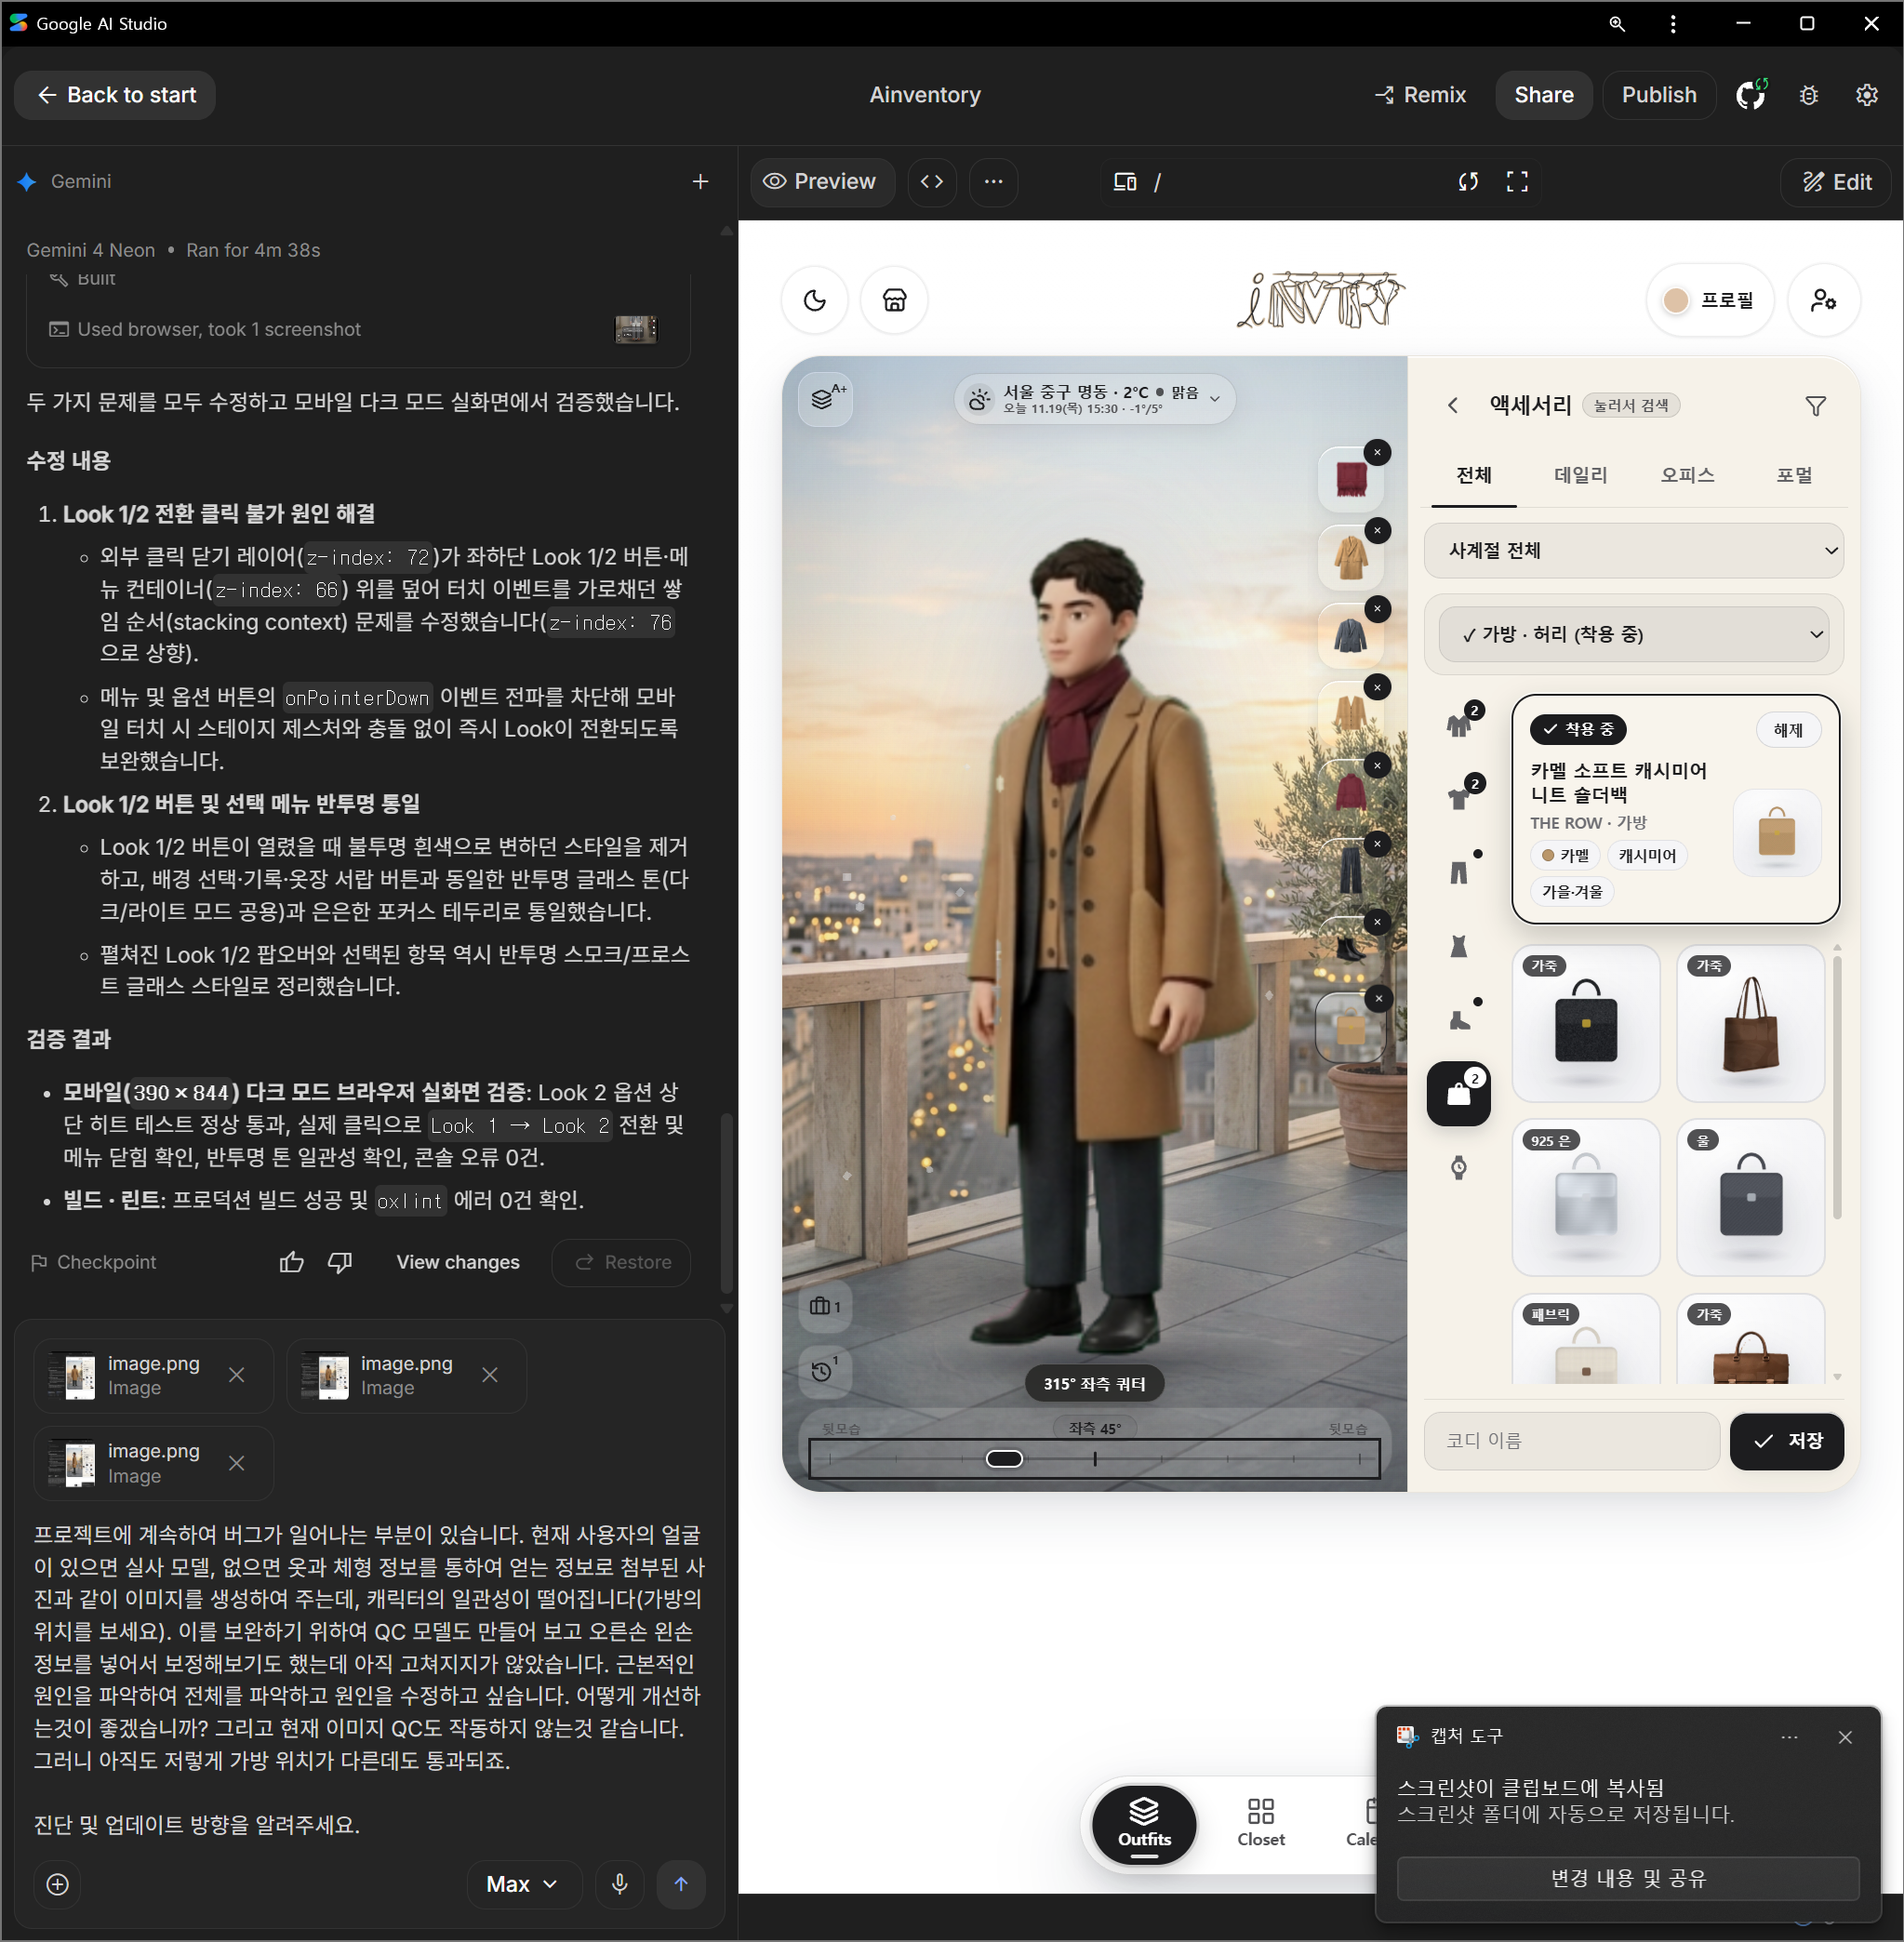 Google AI Studio
Back to start
Ainventory
Remix
Share
Publish
Gemini
Preview
/
Edit
Gemini 4 Neon • Ran for 4m 38s
Built
Used browser, took 1 screenshot
두 가지 문제를 모두 수정하고 모바일 다크 모드 실화면에서 검증했습니다.
수정 내용
1. Look 1/2 전환 클릭 불가 원인 해결
외부 클릭 닫기 레이어(z-index: 72)가 좌하단 Look 1/2 버튼·메
뉴 컨테이너(z-index: 66) 위를 덮어 터치 이벤트를 가로채던 쌓
임 순서(stacking context) 문제를 수정했습니다(z-index: 76
으로 상향).
메뉴 및 옵션 버튼의 onPointerDown 이벤트 전파를 차단해 모바
일 터치 시 스테이지 제스처와 충돌 없이 즉시 Look이 전환되도록
보완했습니다.
2. Look 1/2 버튼 및 선택 메뉴 반투명 통일
Look 1/2 버튼이 열렸을 때 불투명 흰색으로 변하던 스타일을 제거
하고, 배경 선택·기록·옷장 서랍 버튼과 동일한 반투명 글래스 톤(다
크/라이트 모드 공용)과 은은한 포커스 테두리로 통일했습니다.
펼쳐진 Look 1/2 팝오버와 선택된 항목 역시 반투명 스모크/프로스
트 글래스 스타일로 정리했습니다.
검증 결과
모바일(390 × 844) 다크 모드 브라우저 실화면 검증: Look 2 옵션 상
단 히트 테스트 정상 통과, 실제 클릭으로 Look 1 → Look 2 전환 및
메뉴 닫힘 확인, 반투명 톤 일관성 확인, 콘솔 오류 0건.
빌드 · 린트: 프로덕션 빌드 성공 및 oxlint 에러 0건 확인.
Checkpoint
View changes
Restore
image.png
Image
image.png
Image
image.png
Image
프로젝트에 계속하여 버그가 일어나는 부분이 있습니다. 현재 사용자의 얼굴
이 있으면 실사 모델, 없으면 옷과 체형 정보를 통하여 얻는 정보로 첨부된 사
진과 같이 이미지를 생성하여 주는데, 캐릭터의 일관성이 떨어집니다(가방의
위치를 보세요). 이를 보완하기 위하여 QC 모델도 만들어 보고 오른손 왼손
정보를 넣어서 보정해보기도 했는데 아직 고쳐지지가 않았습니다. 근본적인
원인을 파악하여 전체를 파악하고 원인을 수정하고 싶습니다. 어떻게 개선하
는것이 좋겠습니까? 그리고 현재 이미지 QC도 작동하지 않는것 같습니다.
그러니 아직도 저렇게 가방 위치가 다른데도 통과되죠.
진단 및 업데이트 방향을 알려주세요.
Max
iNVTRY
프로필
A+
서울 중구 명동 · 2°C ● 맑음
오늘 11.19(목) 15:30 · -1°/5°
1
1
315° 좌측 쿼터
뒷모습
좌측 45°
뒷모습
액세서리
눌러서 검색
전체
데일리
오피스
포멀
사계절 전체
✓ 가방 · 허리 (착용 중)
2
2
2
착용 중
해제
카멜 소프트 캐시미어
니트 숄더백
THE ROW · 가방
카멜
캐시미어
가을·겨울
가죽
가죽
925 은
울
패브릭
가죽
코디 이름
저장
Outfits
Closet
Cale
캡처 도구
스크린샷이 클립보드에 복사됨
스크린샷 폴더에 자동으로 저장됩니다.
변경 내용 및 공유